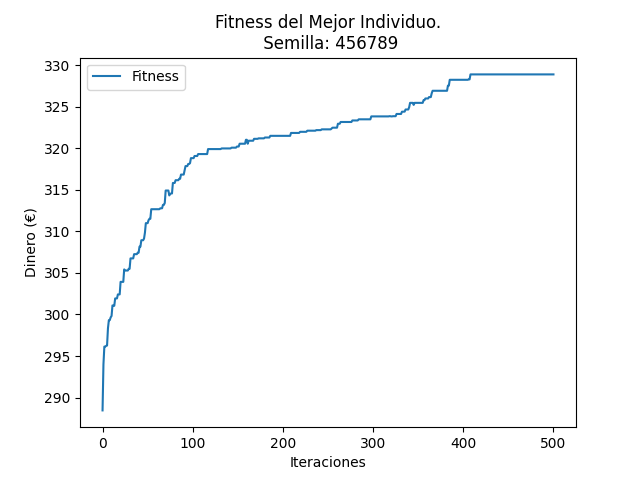 Fitness del Mejor Individuo.
Semilla: 456789
Fitness
330
325
320
315
310
305
300
295
290
Dinero (€)
0 100 200 300 400 500
Iteraciones